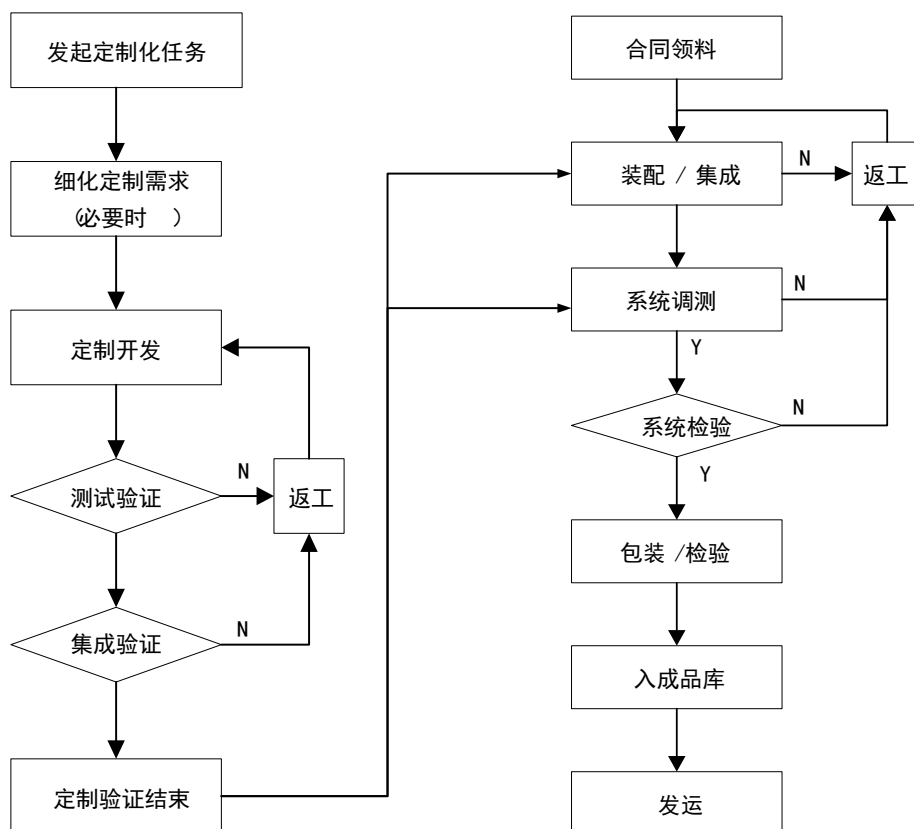 发起定制化任务
细化定制需求
(必要时 )
定制开发
测试验证
N
返工
集成验证
N
定制验证结束
合同领料
装配 / 集成
N
返工
系统调测
N
Y
系统检验
N
Y
包装 /检验
入成品库
发运